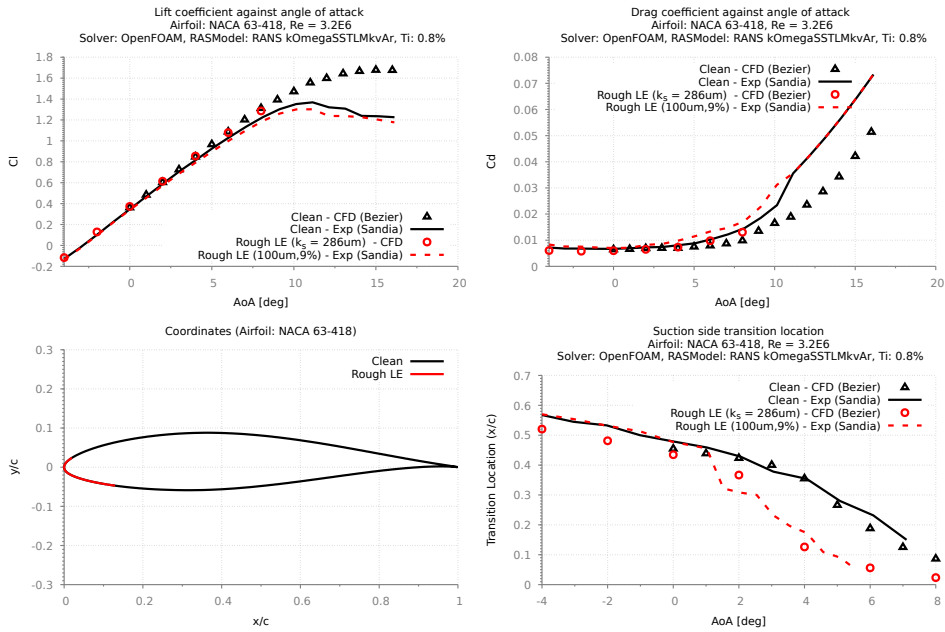 Lift coefficient against angle of attack
Airfoil: NACA 63-418, Re = 3.2E6
Solver: OpenFOAM, RASModel: RANS kOmegaSSTLMkvAr, Ti: 0.8%
1.8
1.6
1.4
1.2
1
0.8
0.6
0.4
0.2
0
-0.2
Cl
Clean - CFD (Bezier)
Clean - Exp (Sandia)
Rough LE (ks = 286um) - CFD
Rough LE (100um,9%) - Exp (Sandia)
0
5
10
15
20
AoA [deg]
Drag coefficient against angle of attack
Airfoil: NACA 63-418, Re = 3.2E6
Solver: OpenFOAM, RASModel: RANS kOmegaSSTLMkvAr, Ti: 0.8%
0.08
0.07
0.06
0.05
0.04
0.03
0.02
0.01
0
Cd
Clean - CFD (Bezier)
Clean - Exp (Sandia)
Rough LE (ks = 286um) - CFD (Bezier)
Rough LE (100um,9%) - Exp (Sandia)
0
5
10
15
20
AoA [deg]
Coordinates (Airfoil: NACA 63-418)
0.3
0.2
0.1
0
-0.1
-0.2
-0.3
y/c
Clean
Rough LE
0
0.2
0.4
0.6
0.8
1
x/c
Suction side transition location
Airfoil: NACA 63-418, Re = 3.2E6
Solver: OpenFOAM, RASModel: RANS kOmegaSSTLMkvAr, Ti: 0.8%
0.7
0.6
0.5
0.4
0.3
0.2
0.1
0
Transition Location (x/c)
Clean - CFD (Bezier)
Clean - Exp (Sandia)
Rough LE (ks = 286um) - CFD (Bezier)
Rough LE (100um,9%) - Exp (Sandia)
-4
-2
0
2
4
6
8
AoA [deg]